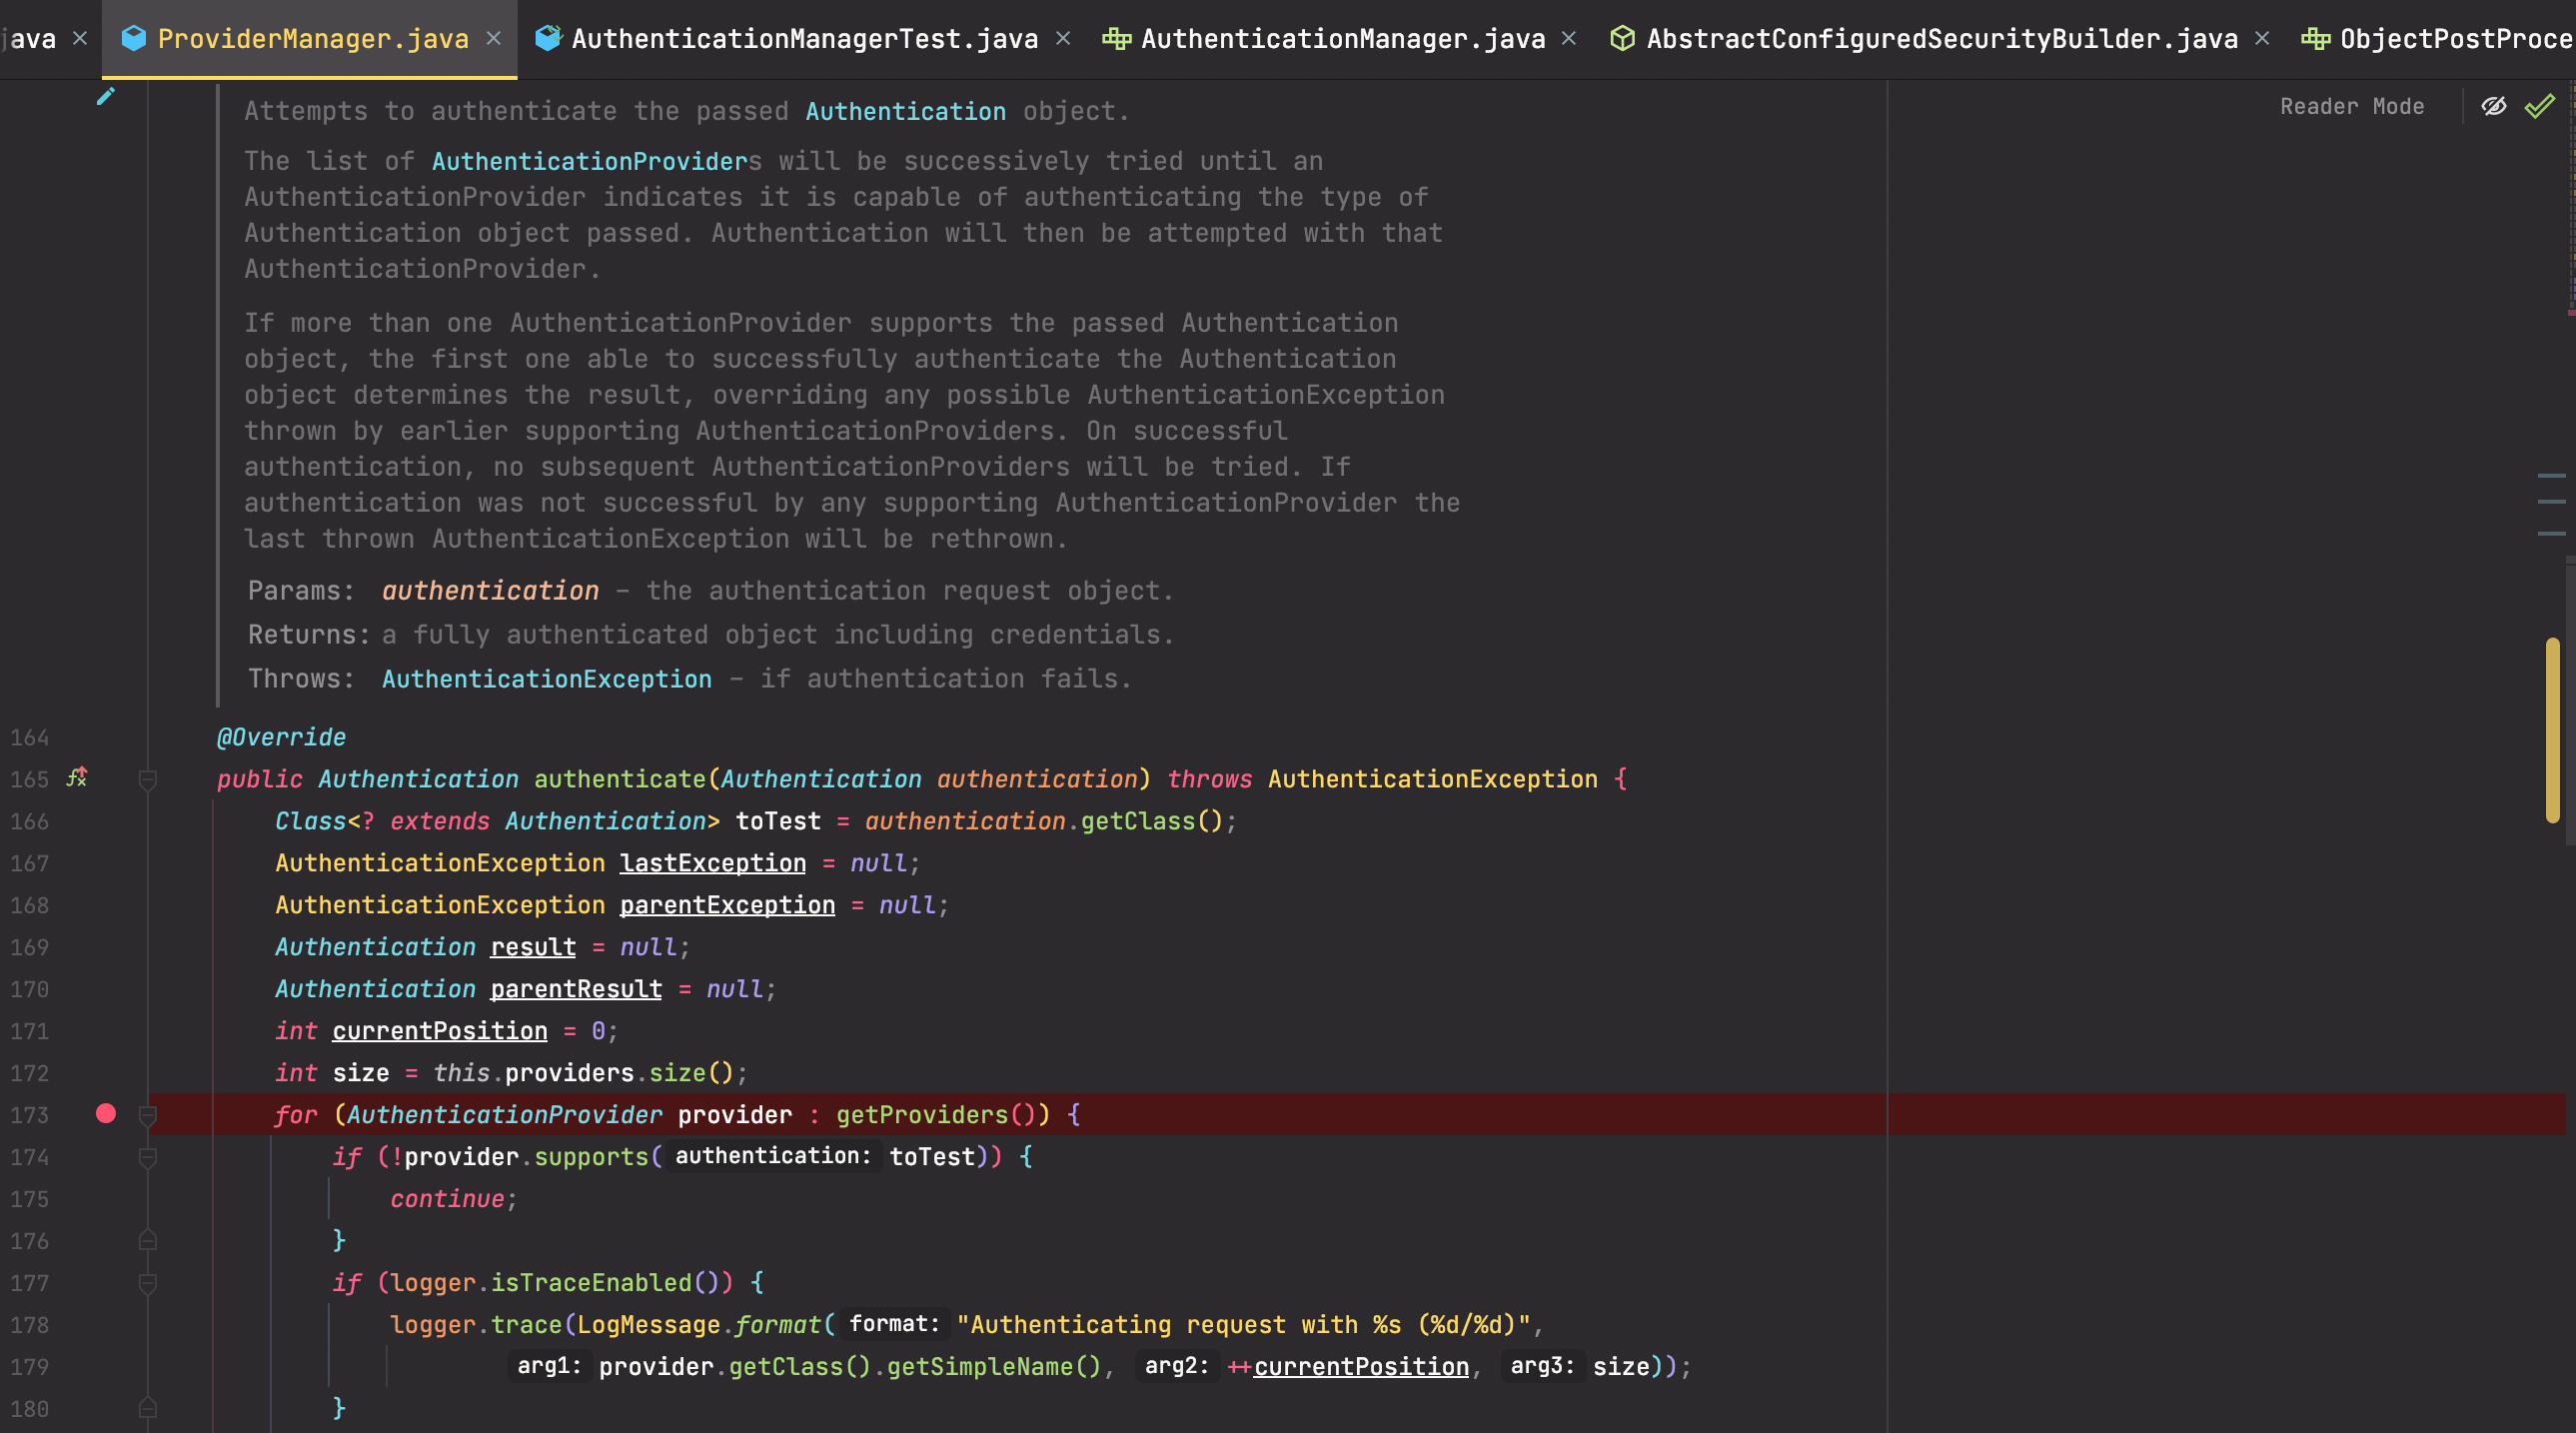 java × ProviderManager.java × AuthenticationManagerTest.java × AuthenticationManager.java × AbstractConfiguredSecurityBuilder.java × ObjectPostProce
Reader Mode
Attempts to authenticate the passed Authentication object.
The list of AuthenticationProviders will be successively tried until an
AuthenticationProvider indicates it is capable of authenticating the type of
Authentication object passed. Authentication will then be attempted with that
AuthenticationProvider.
If more than one AuthenticationProvider supports the passed Authentication
object, the first one able to successfully authenticate the Authentication
object determines the result, overriding any possible AuthenticationException
thrown by earlier supporting AuthenticationProviders. On successful
authentication, no subsequent AuthenticationProviders will be tried. If
authentication was not successful by any supporting AuthenticationProvider the
last thrown AuthenticationException will be rethrown.
Params: authentication – the authentication request object.
Returns: a fully authenticated object including credentials.
Throws: AuthenticationException – if authentication fails.
164 @Override
165 public Authentication authenticate(Authentication authentication) throws AuthenticationException {
166 Class<? extends Authentication> toTest = authentication.getClass();
167 AuthenticationException lastException = null;
168 AuthenticationException parentException = null;
169 Authentication result = null;
170 Authentication parentResult = null;
171 int currentPosition = 0;
172 int size = this.providers.size();
173 for (AuthenticationProvider provider : getProviders()) {
174 if (!provider.supports( authentication: toTest)) {
175 continue;
176 }
177 if (logger.isTraceEnabled()) {
178 logger.trace(LogMessage.format( format: "Authenticating request with %s (%d/%d)",
179 arg1: provider.getClass().getSimpleName(), arg2: ++currentPosition, arg3: size));
180 }